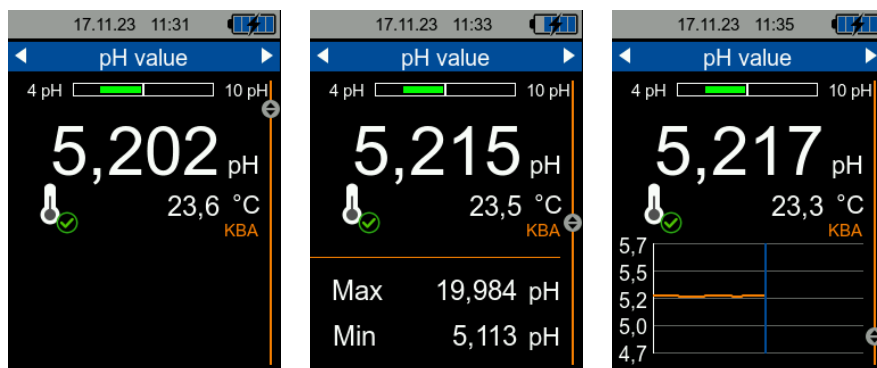 17.11.23 11:31
pH value
4 pH 10 pH
5,202 pH
23,6 °C
KBA
17.11.23 11:33
pH value
4 pH 10 pH
5,215 pH
23,5 °C
KBA
Max 19,984 pH
Min 5,113 pH
17.11.23 11:35
pH value
4 pH 10 pH
5,217 pH
23,3 °C
KBA
5,7
5,5
5,2
5,0
4,7